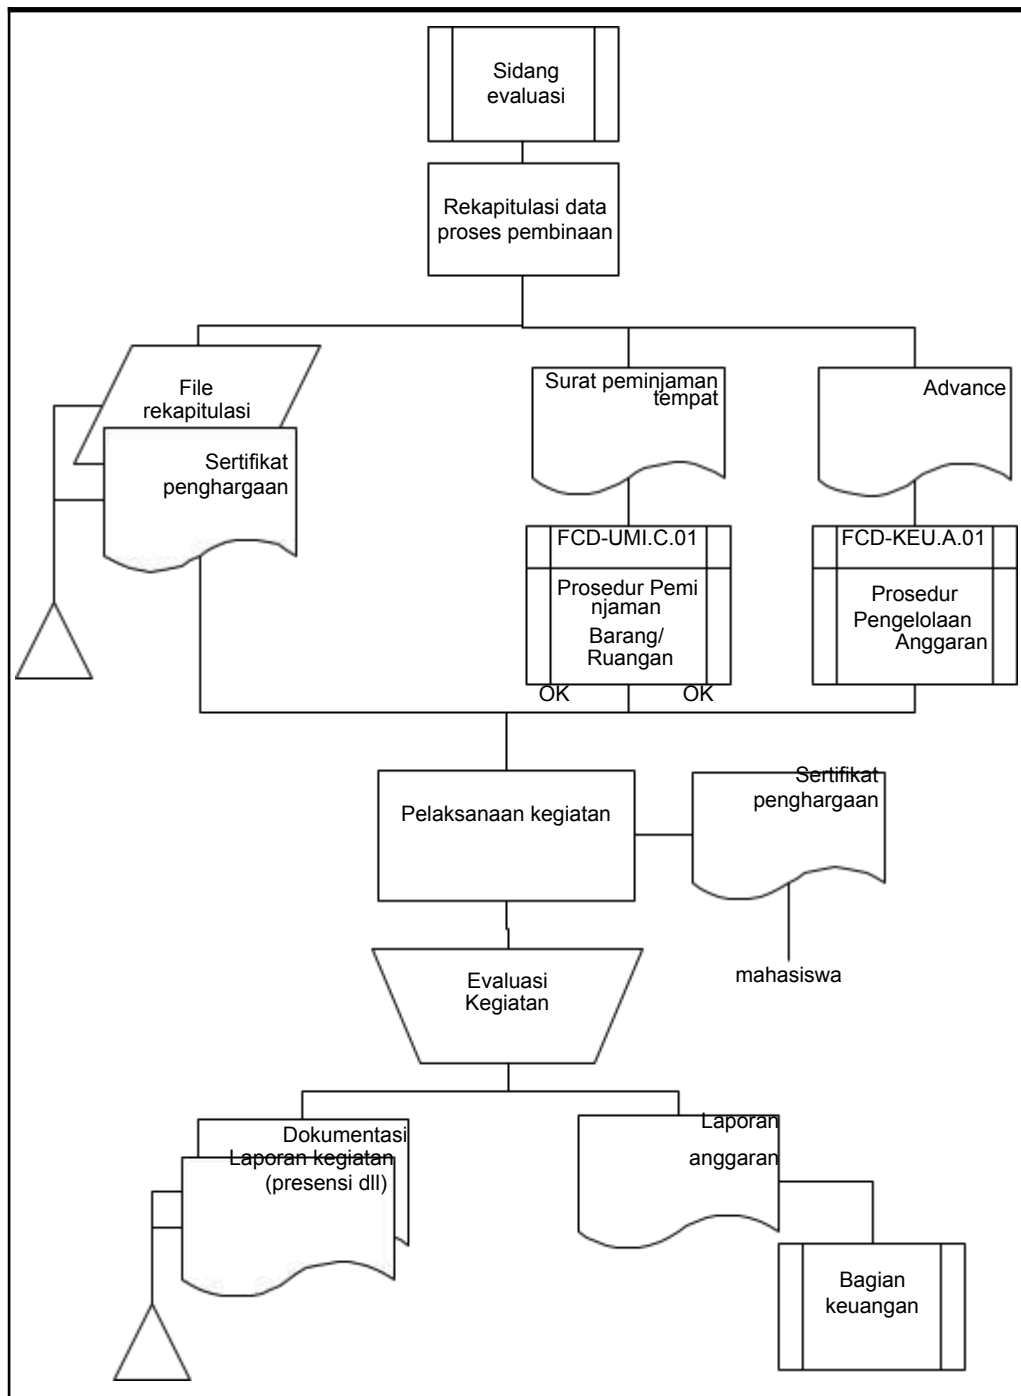 Sidang
evaluasi
Rekapitulasi data
proses pembinaan
File
rekapitulasi
Sertifikat
penghargaan
Surat peminjaman
tempat
Advance
FCD-UMI.C.01
Prosedur Pemi
njaman
Barang/
Ruangan
OK OK
FCD-KEU.A.01
Prosedur
Pengelolaan
Anggaran
Pelaksanaan kegiatan
Sertifikat
penghargaan
mahasiswa
Evaluasi
Kegiatan
Dokumentasi
Laporan kegiatan
(presensi dll)
Laporan
anggaran
Bagian
keuangan